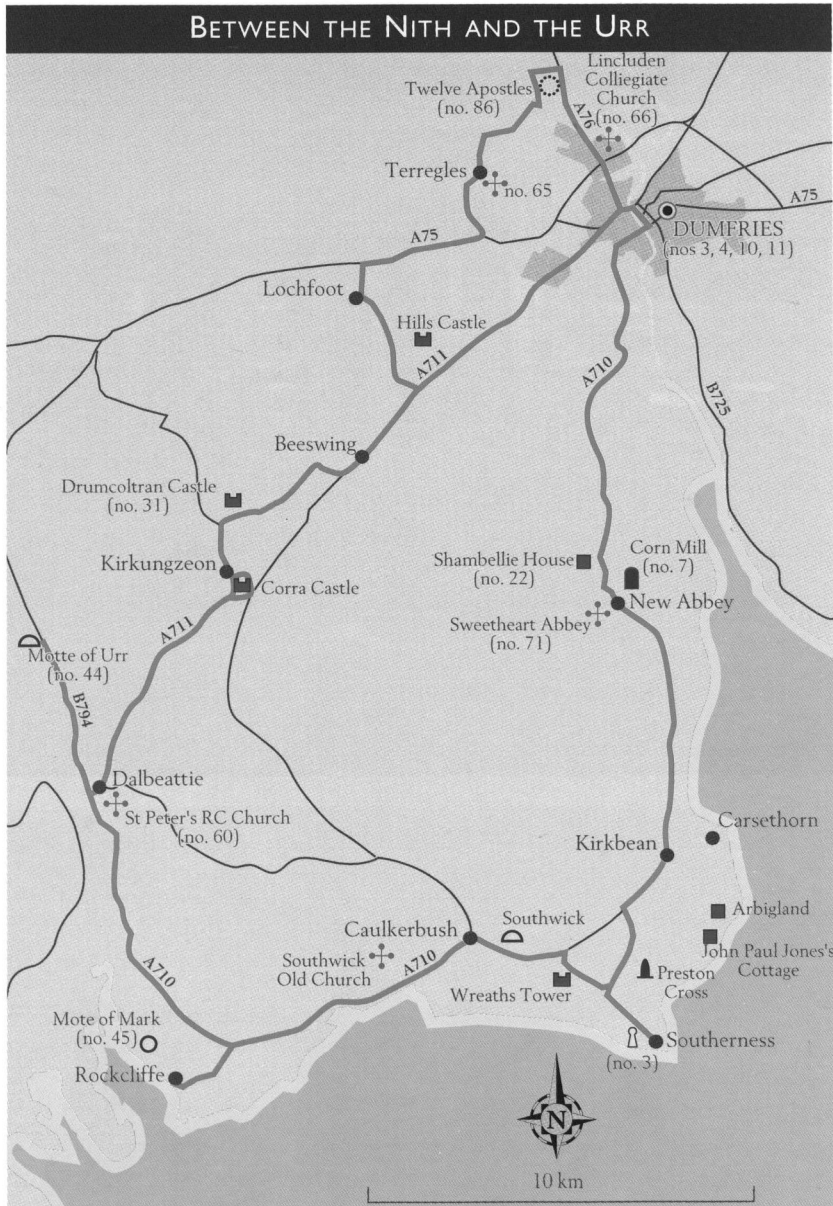 BETWEEN THE NITH AND THE URR
Lincluden
Colliegiate
Church
(no. 66)
Twelve Apostles
(no. 86)
A76
Terregles
no. 65
A75
DUMFRIES
(nos 3, 4, 10, 11)
A75
Lochfoot
Hills Castle
A711
A710
B725
Beeswing
Drumcoltran Castle
(no. 31)
Kirkungzeon
Corra Castle
Shambellie House
(no. 22)
Corn Mill
(no. 7)
New Abbey
Sweetheart Abbey
(no. 71)
A711
Motte of Urr
(no. 44)
B794
Dalbeattie
St Peter's RC Church
(no. 60)
Carsethorn
Kirkbean
Arbigland
John Paul Jones's
Cottage
Caulkerbush
Southwick
Southwick
Old Church
A710
Preston
Cross
Wreaths Tower
A710
Mote of Mark
(no. 45)
Southerness
(no. 3)
Rockcliffe
N
10 km